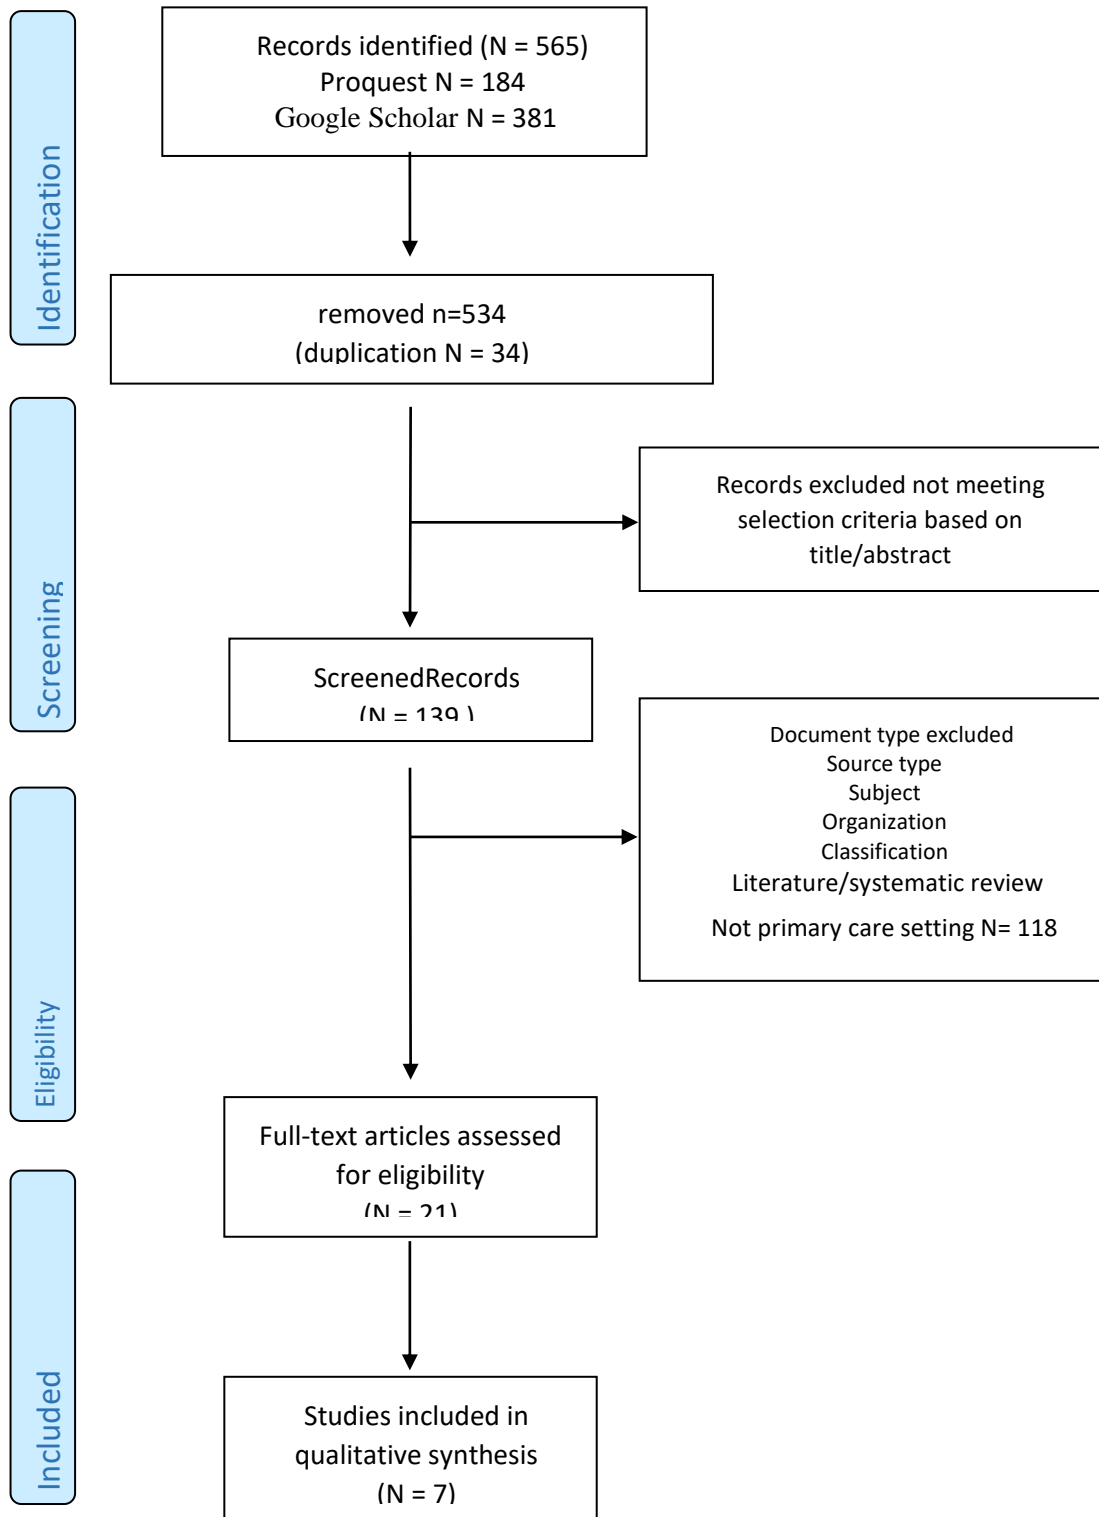 Identification
Records identified (N = 565)
Proquest N = 184
Google Scholar N = 381
removed n=534
(duplication N = 34)
Screening
Records excluded not meeting
selection criteria based on
title/abstract
ScreenedRecords
(N = 139 )
Document type excluded
Source type
Subject
Organization
Classification
Literature/systematic review
Not primary care setting N= 118
Eligibility
Full-text articles assessed
for eligibility
(N = 21)
Included
Studies included in
qualitative synthesis
(N = 7)